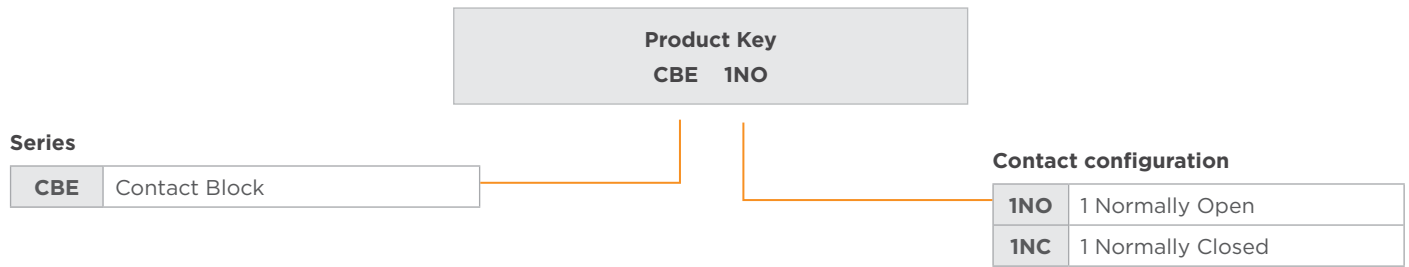 Product Key
CBE 1NO
Series
CBE Contact Block
Contact configuration
1NO 1 Normally Open
1NC 1 Normally Closed